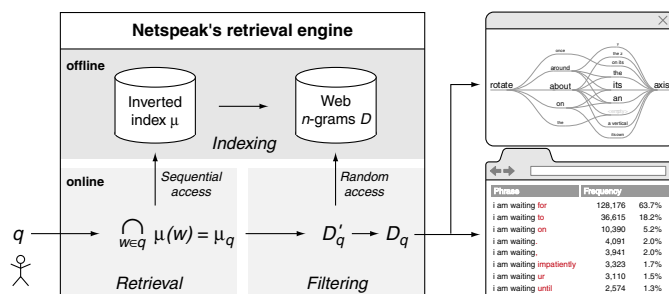 Netspeak's retrieval engine
offline
Inverted
index μ
Web
n-grams D
Indexing
online
Sequential
access
Random
access
q
⋂ μ(w) = μq
w∈q
D′q
Dq
Retrieval
Filtering
rotate
once
around
about
on
the
the
its
an
on its
a vertical
axis
Phrase Frequency
i am waiting for 128,176 63.7%
i am waiting to 36,615 18.2%
i am waiting on 10,390 5.2%
i am waiting. 4,091 2.0%
i am waiting, 3,941 2.0%
i am waiting impatiently 3,323 1.7%
i am waiting ur 3,110 1.5%
i am waiting until 2,574 1.3%